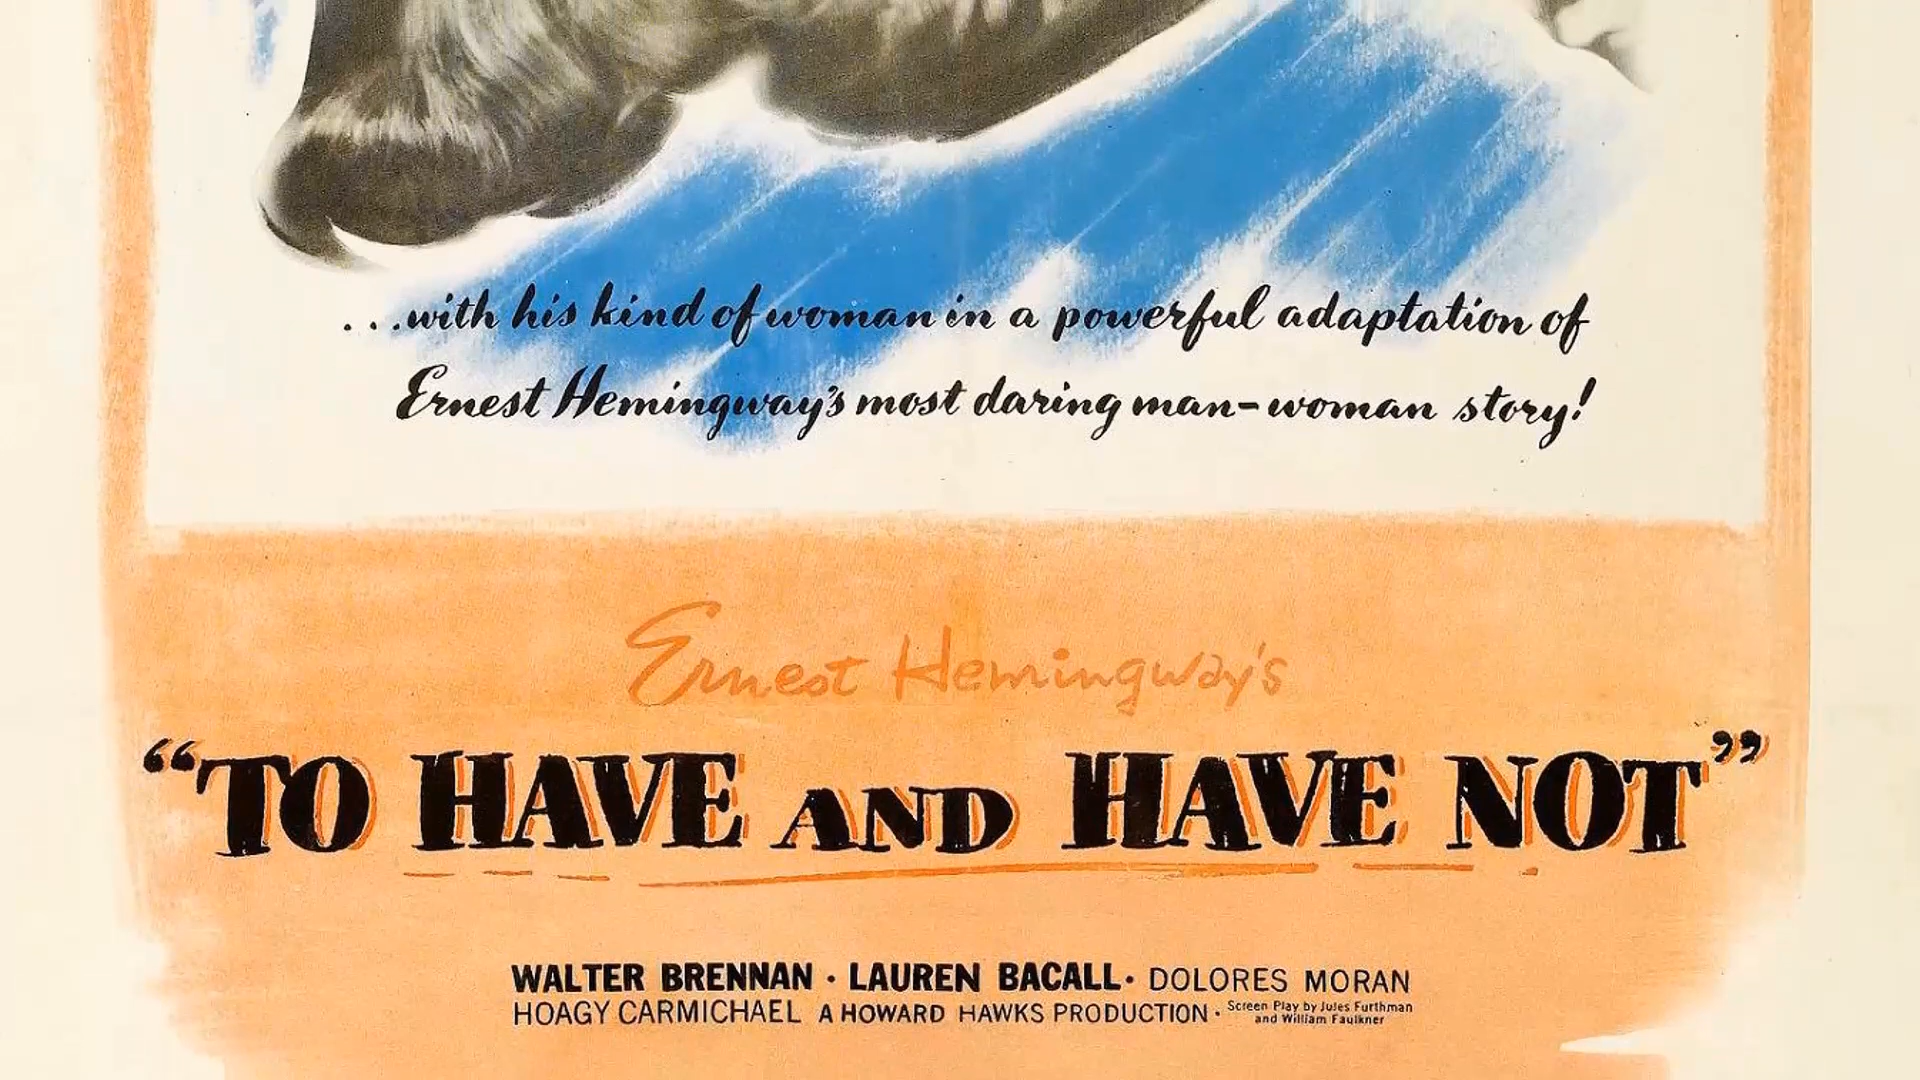 ...with his kind of woman in a powerful adaptation of
Ernest Hemingway's most daring man-woman story!
Ernest Hemingway's
“TO HAVE AND HAVE NOT”
WALTER BRENNAN · LAUREN BACALL · DOLORES MORAN
HOAGY CARMICHAEL A HOWARD HAWKS PRODUCTION · Screen Play by Jules Furthman
and William Faulkner